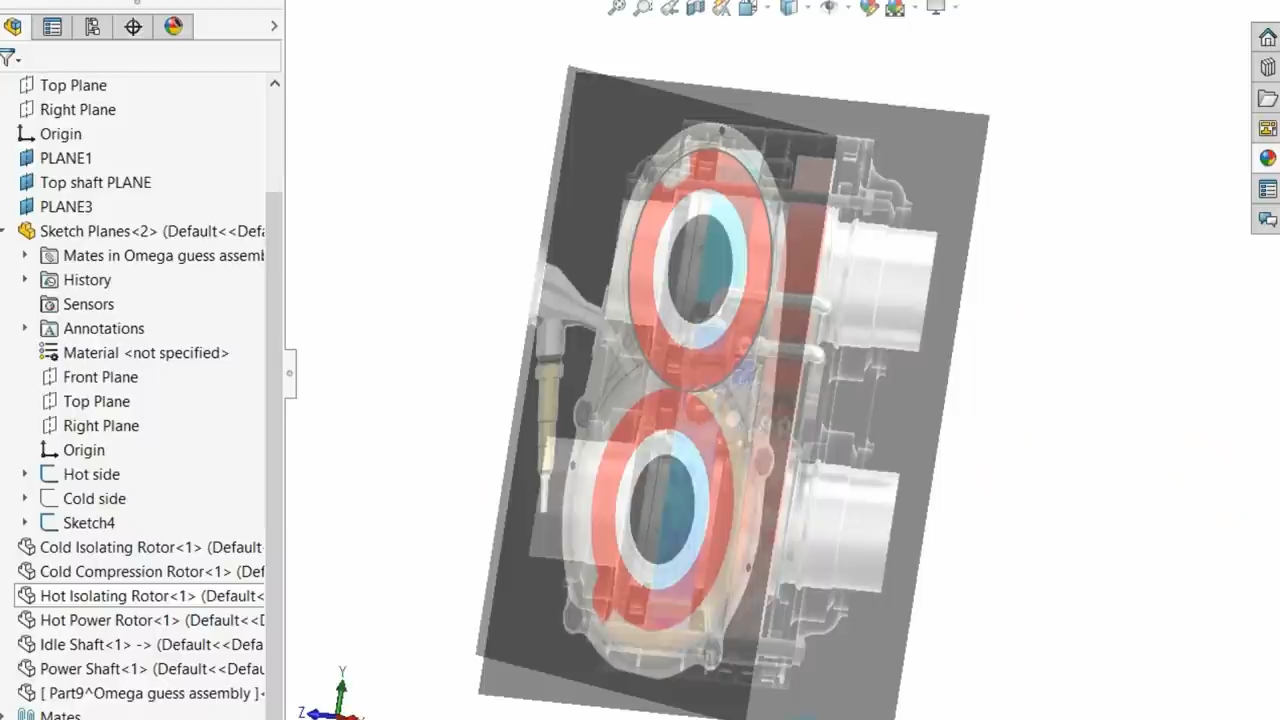 Top Plane
Right Plane
Origin
PLANE1
Top shaft PLANE
PLANE3
Sketch Planes<2> (Default<<Defa
Mates in Omega guess assemb
History
Sensors
Annotations
Material <not specified>
Front Plane
Top Plane
Right Plane
Origin
Hot side
Cold side
Sketch4
Cold Isolating Rotor<1> (Default
Cold Compression Rotor<1> (Def
Hot Isolating Rotor<1> (Default<
Hot Power Rotor<1> (Default<<D
Idle Shaft<1> -> (Default<<Defa
Power Shaft<1> (Default<<Defau
[ Part9^Omega guess assembly ]<
Mates
Y
Z